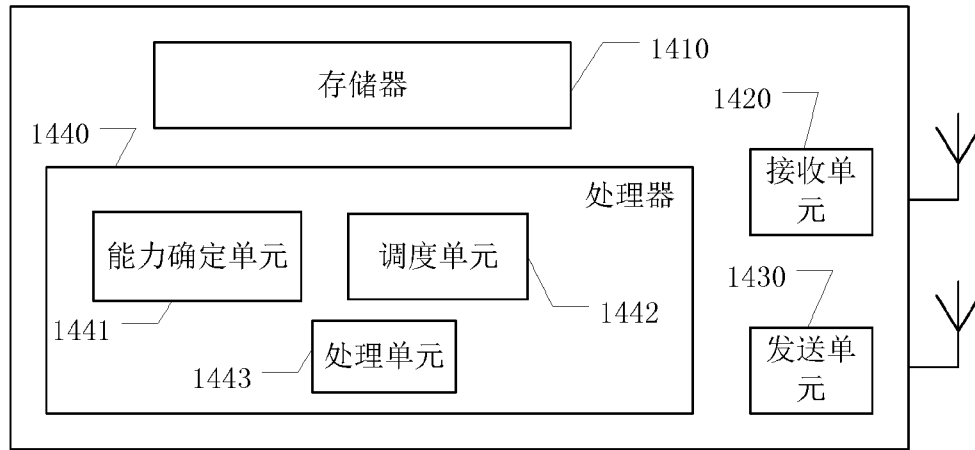 存储器
1410
1420
1440
处理器
接收单
元
能力确定单元
调度单元
1430
1441
1442
处理单元
1443
发送单
元